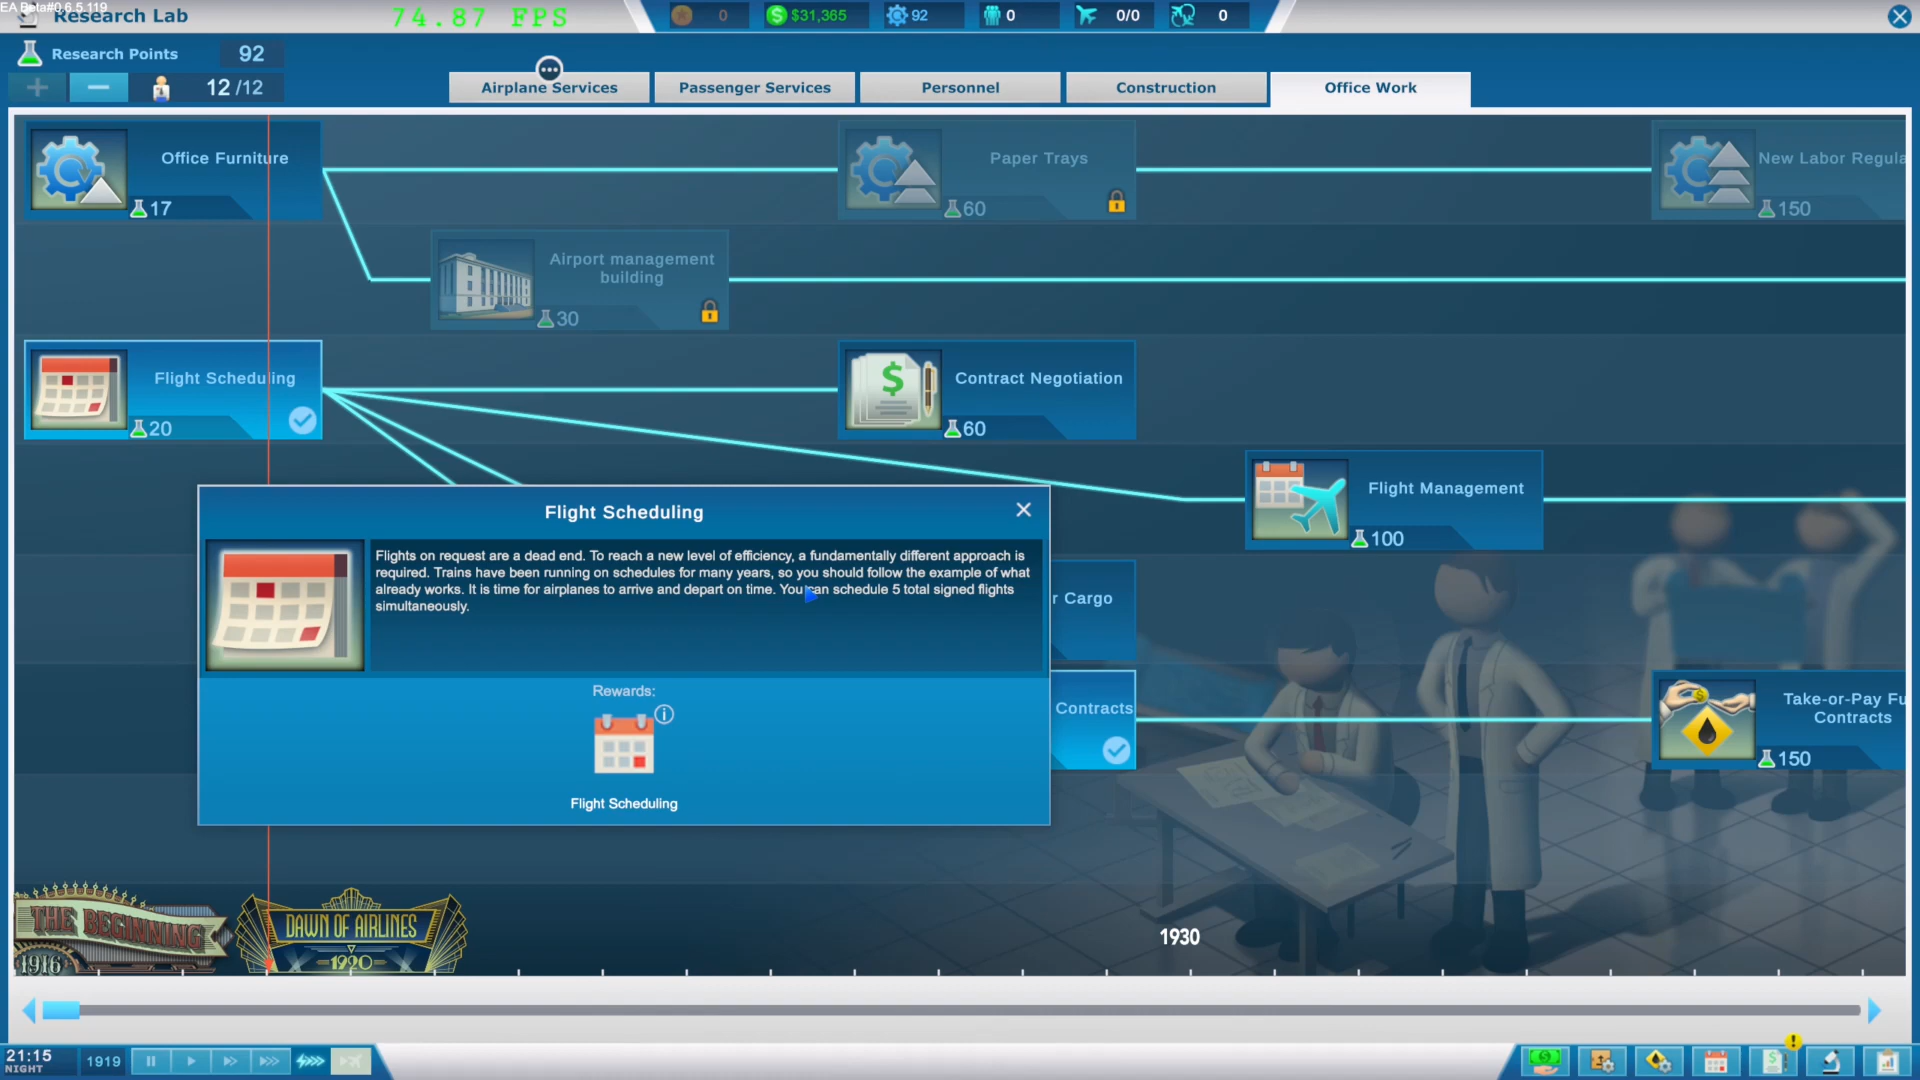 EA Beta#0.6.5.119
Research Lab
74.87 FPS
0
$31,365
92
0
0/0
0
Research Points
92
12/12
Airplane Services
Passenger Services
Personnel
Construction
Office Work
Office Furniture
17
Paper Trays
60
New Labor Regula
150
Airport management
building
30
Flight Scheduling
20
Contract Negotiation
60
Flight Management
100
Flight Scheduling
Flights on request are a dead end. To reach a new level of efficiency, a fundamentally different approach is
required. Trains have been running on schedules for many years, so you should follow the example of what
already works. It is time for airplanes to arrive and depart on time. You can schedule 5 total signed flights
simultaneously.
Rewards:
Flight Scheduling
r Cargo
Contracts
Take-or-Pay Fu
Contracts
150
THE BEGINNING
1916
DAWN OF AIRLINES
1920
1930
21:15
NIGHT
1919